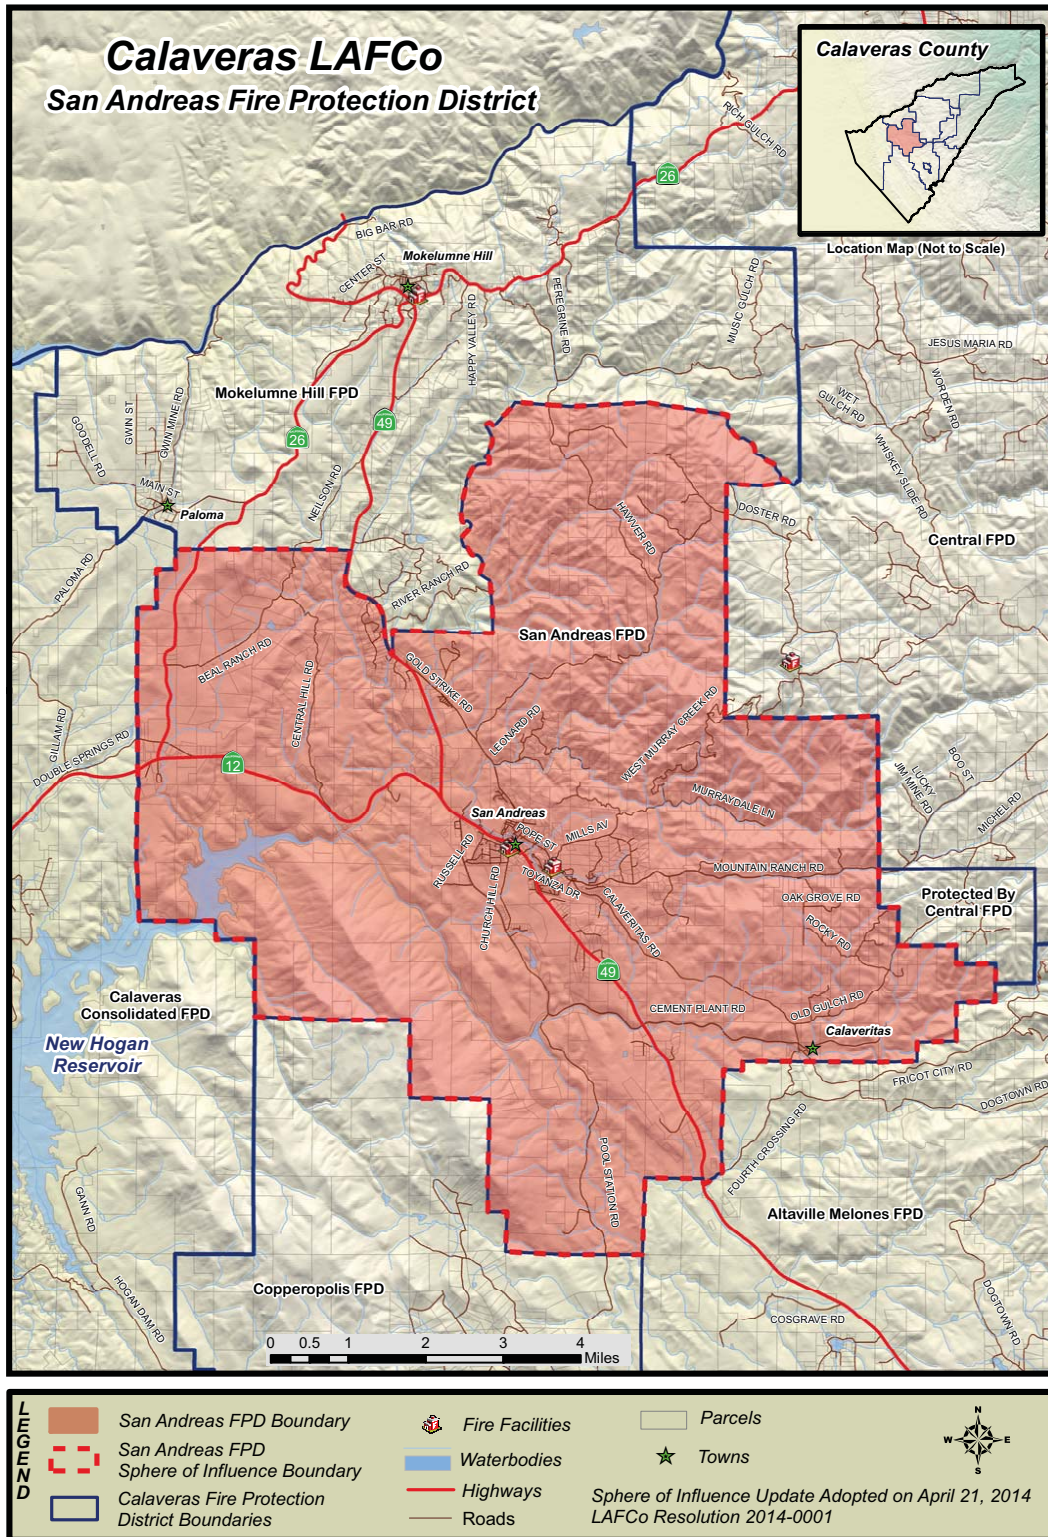 Calaveras LAFCo
San Andreas Fire Protection District
Calaveras County
Location Map (Not to Scale)
RICH GULCH RD
26
BIG BAR RD
CENTER ST
Mokelumne Hill
HAPPY VALLEY RD
PEREGRINE RD
MUSIC GULCH RD
JESUS MARIA RD
WORDEN RD
WET
GULCH RD
WHISKEY SLIDE RD
Mokelumne Hill FPD
GOODELL RD
GWIN ST
GWIN MINE RD
MAIN ST
Paloma
26
49
NEILSON RD
HAWVER RD
DOSTER RD
Central FPD
PALOMA RD
RIVER RANCH RD
San Andreas FPD
BEAL RANCH RD
CENTRAL HILL RD
GOLD STRIKE RD
LEONARD RD
WEST MURRAY CREEK RD
GILLAM RD
DOUBLE SPRINGS RD
12
MURRAYDALE LN
LUCKY
JIM MINE RD
BOO ST
MICHEL RD
San Andreas
POPE ST
MILLS AV
RUSSELL RD
CHURCH HILL RD
TOYANZA DR
CALAVERITAS RD
MOUNTAIN RANCH RD
OAK GROVE RD
ROCKY RD
Protected By
Central FPD
49
CEMENT PLANT RD
OLD GULCH RD
Calaveritas
Calaveras
Consolidated FPD
New Hogan
Reservoir
FRICOT CITY RD
DOGTOWN RD
FOURTH CROSSING RD
POOL STATION RD
GANN RD
HOGAN DAM RD
Altaville Melones FPD
Copperopolis FPD
COSGRAVE RD
DOGTOWN RD
0 0.5 1 2 3 4
Miles
LEGEND
San Andreas FPD Boundary
San Andreas FPD
Sphere of Influence Boundary
Calaveras Fire Protection
District Boundaries
Fire Facilities
Waterbodies
Highways
Roads
Parcels
Towns
N
W E
S
Sphere of Influence Update Adopted on April 21, 2014
LAFCo Resolution 2014-0001